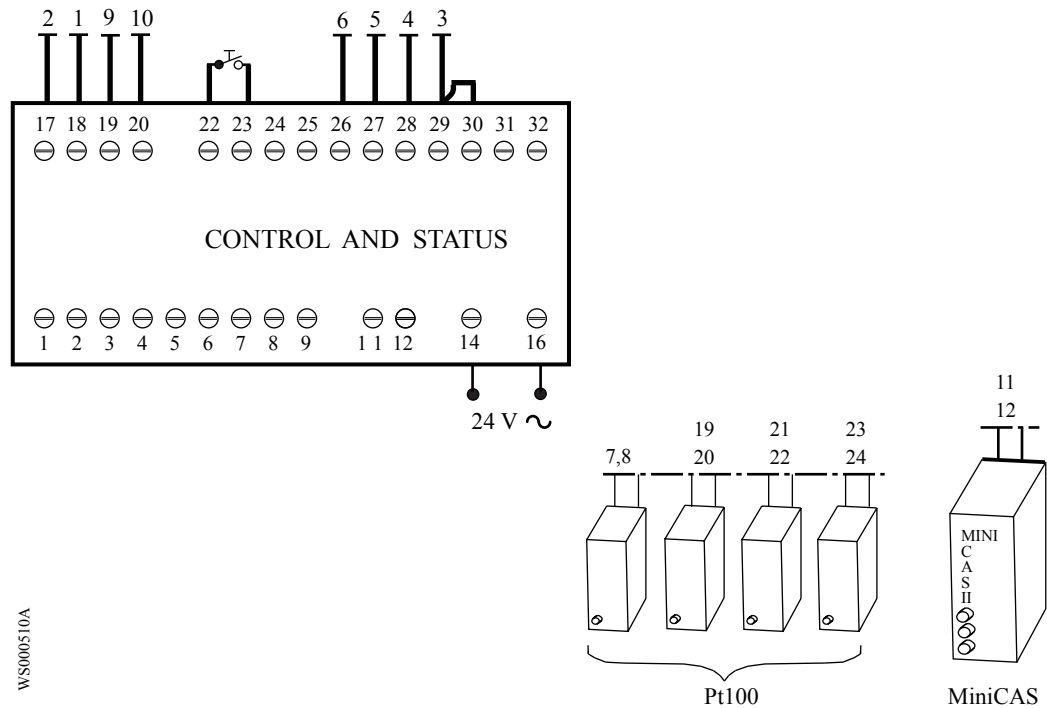 2 1 9 10 6 5 4 3
17 18 19 20 22 23 24 25 26 27 28 29 30 31 32
CONTROL AND STATUS
1 2 3 4 5 6 7 8 9 11 12 14 16
24 V ~
11
12
19 21 23
7,8 20 22 24
MINI
C
A
S
II
Pt100 MiniCAS
WS000510A